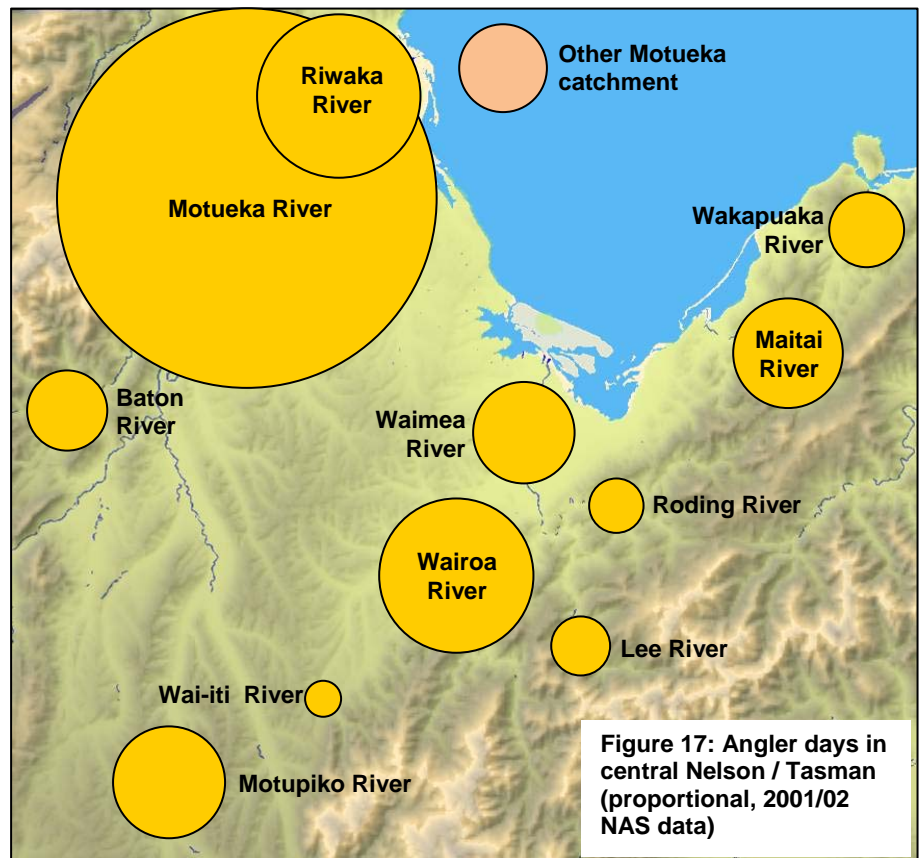 Riwaka
River
Other Motueka
catchment
Motueka River
Wakapuaka
River
Maitai
River
Baton
River
Waimea
River
Roding River
Wairoa
River
Lee River
Wai-iti River
Motupiko River
Figure 17: Angler days in
central Nelson / Tasman
(proportional, 2001/02
NAS data)